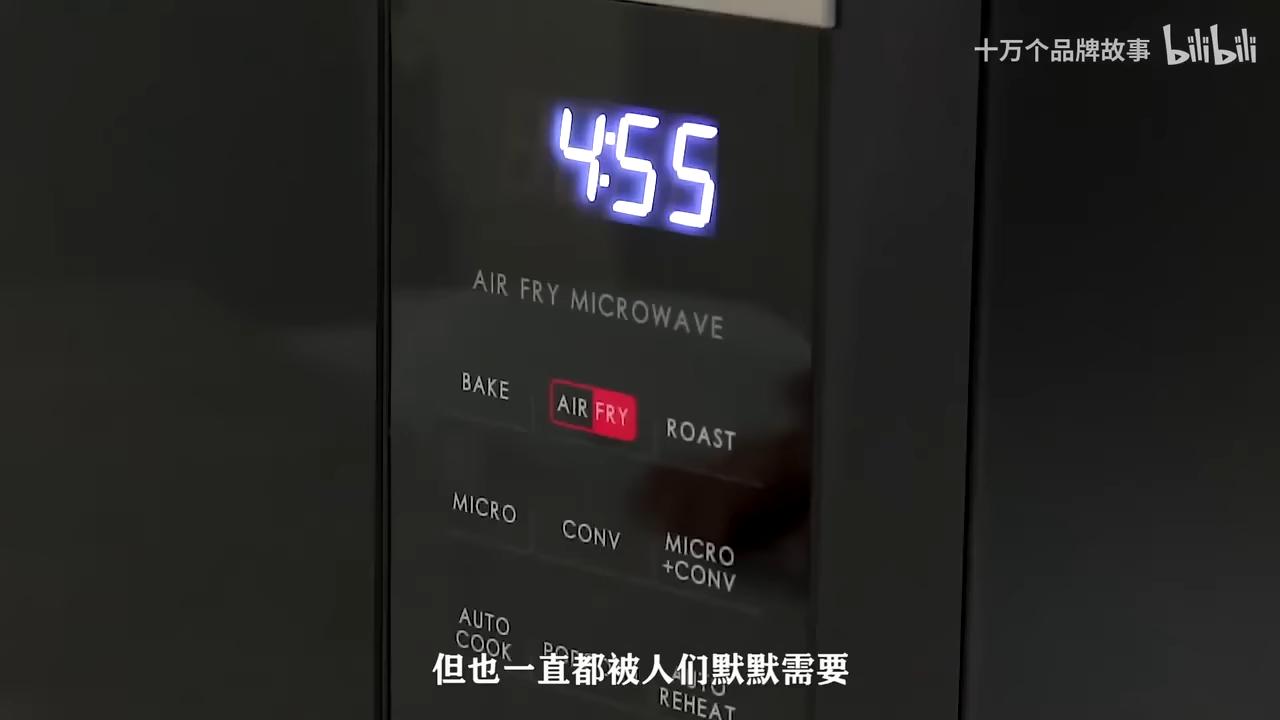 十万个品牌故事 bilibili
4:55
AIR FRY MICROWAVE
BAKE
AIR FRY
ROAST
MICRO
CONV
MICRO
+CONV
AUTO
COOK
AUTO
REHEAT
但也一直都被人们默默需要